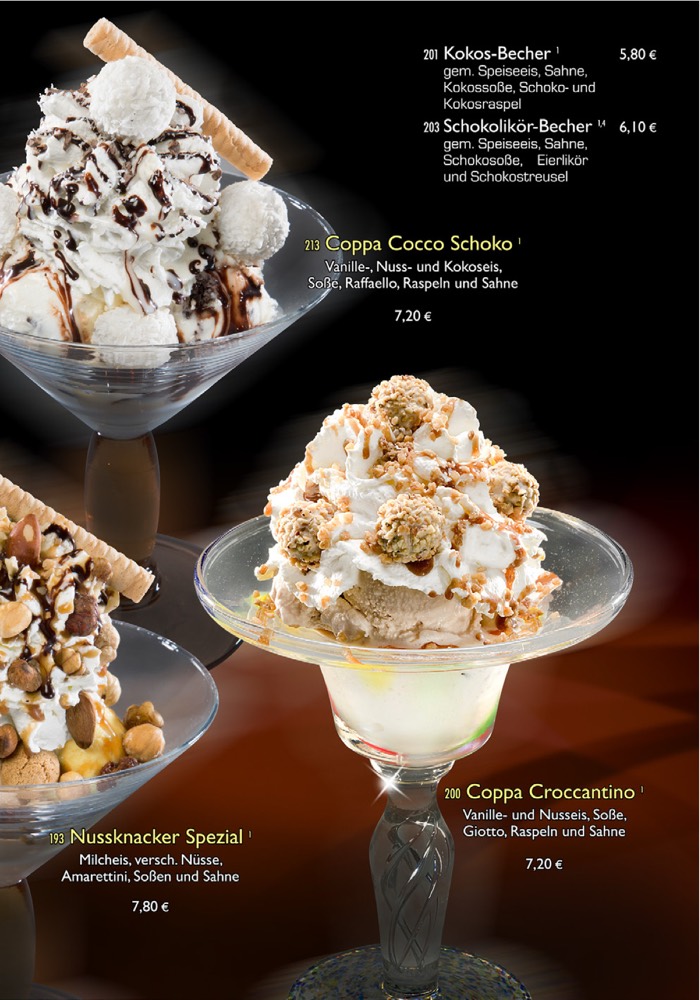 201 Kokos-Becher 1 5,80 €
gem. Speiseeis, Sahne,
Kokossoße, Schoko- und
Kokosraspel
203 Schokolikör-Becher 1,4 6,10 €
gem. Speiseeis, Sahne,
Schokosoße, Eierlikör
und Schokostreusel
213 Coppa Cocco Schoko 1
Vanille-, Nuss- und Kokoseis,
Soße, Raffaello, Raspeln und Sahne
7,20 €
200 Coppa Croccantino 1
Vanille- und Nusseis, Soße,
Giotto, Raspeln und Sahne
7,20 €
193 Nussknacker Spezial 1
Milcheis, versch. Nüsse,
Amarettini, Soßen und Sahne
7,80 €